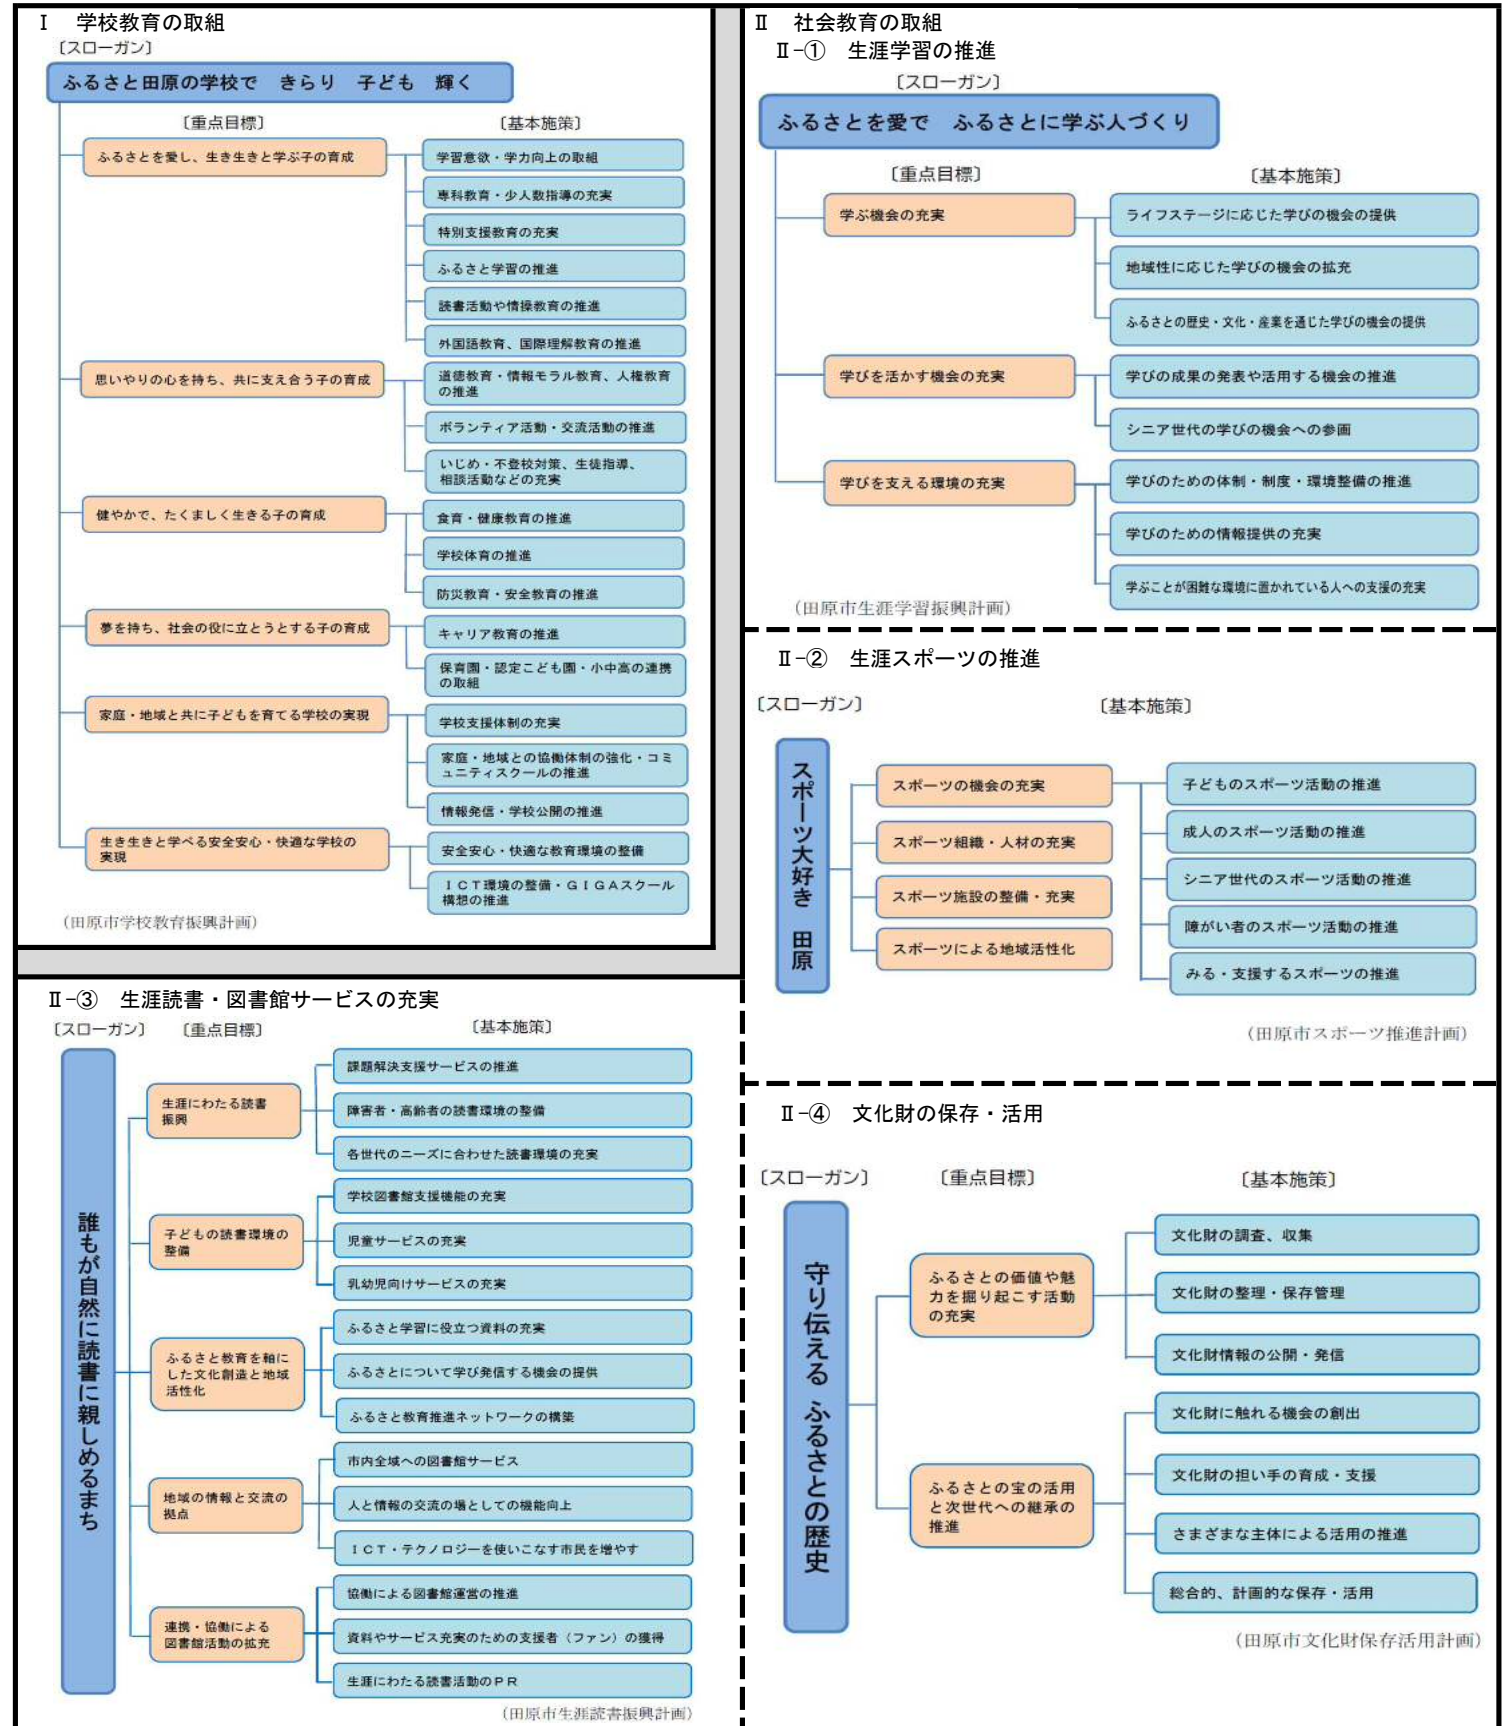 Ⅰ　学校教育の取組
〔スローガン〕
ふるさと田原の学校で　きらり　子ども　輝く
〔重点目標〕
〔基本施策〕
ふるさとを愛し、生き生きと学ぶ子の育成
学習意欲・学力向上の取組
専科教育・少人数指導の充実
特別支援教育の充実
ふるさと学習の推進
読書活動や情操教育の推進
外国語教育、国際理解教育の推進
思いやりの心を持ち、共に支え合う子の育成
道徳教育・情報モラル教育、人権教育
の推進
ボランティア活動・交流活動の推進
いじめ・不登校対策、生徒指導、
相談活動などの充実
健やかで、たくましく生きる子の育成
食育・健康教育の推進
学校体育の推進
防災教育・安全教育の推進
夢を持ち、社会の役に立とうとする子の育成
キャリア教育の推進
保育園・認定こども園・小中高の連携
の取組
家庭・地域と共に子どもを育てる学校の実現
学校支援体制の充実
家庭・地域との協働体制の強化・コミ
ュニティスクールの推進
情報発信・学校公開の推進
生き生きと学べる安全安心・快適な学校の
実現
安全安心・快適な教育環境の整備
ＩＣＴ環境の整備・ＧＩＧＡスクール
構想の推進
（田原市学校教育振興計画）
Ⅱ　社会教育の取組
Ⅱ-①　生涯学習の推進
〔スローガン〕
ふるさとを愛で　ふるさとに学ぶ人づくり
〔重点目標〕
〔基本施策〕
学ぶ機会の充実
ライフステージに応じた学びの機会の提供
地域性に応じた学びの機会の拡充
ふるさとの歴史・文化・産業を通じた学びの機会の提供
学びを活かす機会の充実
学びの成果の発表や活用する機会の推進
シニア世代の学びの機会への参画
学びを支える環境の充実
学びのための体制・制度・環境整備の推進
学びのための情報提供の充実
学ぶことが困難な環境に置かれている人への支援の充実
（田原市生涯学習振興計画）
Ⅱ-②　生涯スポーツの推進
〔スローガン〕
〔基本施策〕
スポーツ大好き　田原
スポーツの機会の充実
スポーツ組織・人材の充実
スポーツ施設の整備・充実
スポーツによる地域活性化
子どものスポーツ活動の推進
成人のスポーツ活動の推進
シニア世代のスポーツ活動の推進
障がい者のスポーツ活動の推進
みる・支援するスポーツの推進
（田原市スポーツ推進計画）
Ⅱ-③　生涯読書・図書館サービスの充実
〔スローガン〕
〔重点目標〕
〔基本施策〕
誰もが自然に読書に親しめるまち
生涯にわたる読書
振興
課題解決支援サービスの推進
障害者・高齢者の読書環境の整備
各世代のニーズに合わせた読書環境の充実
子どもの読書環境の
整備
学校図書館支援機能の充実
児童サービスの充実
乳幼児向けサービスの充実
ふるさと教育を軸に
した文化創造と地域
活性化
ふるさと学習に役立つ資料の充実
ふるさとについて学び発信する機会の提供
ふるさと教育推進ネットワークの構築
地域の情報と交流の
拠点
市内全域への図書館サービス
人と情報の交流の場としての機能向上
ＩＣＴ・テクノロジーを使いこなす市民を増やす
連携・協働による
図書館活動の拡充
協働による図書館運営の推進
資料やサービス充実のための支援者（ファン）の獲得
生涯にわたる読書活動のＰＲ
（田原市生涯読書振興計画）
Ⅱ-④　文化財の保存・活用
〔スローガン〕
〔重点目標〕
〔基本施策〕
守り伝える ふるさとの歴史
ふるさとの価値や魅
力を掘り起こす活動
の充実
文化財の調査、収集
文化財の整理・保存管理
文化財情報の公開・発信
ふるさとの宝の活用
と次世代への継承の
推進
文化財に触れる機会の創出
文化財の担い手の育成・支援
さまざまな主体による活用の推進
総合的、計画的な保存・活用
（田原市文化財保存活用計画）